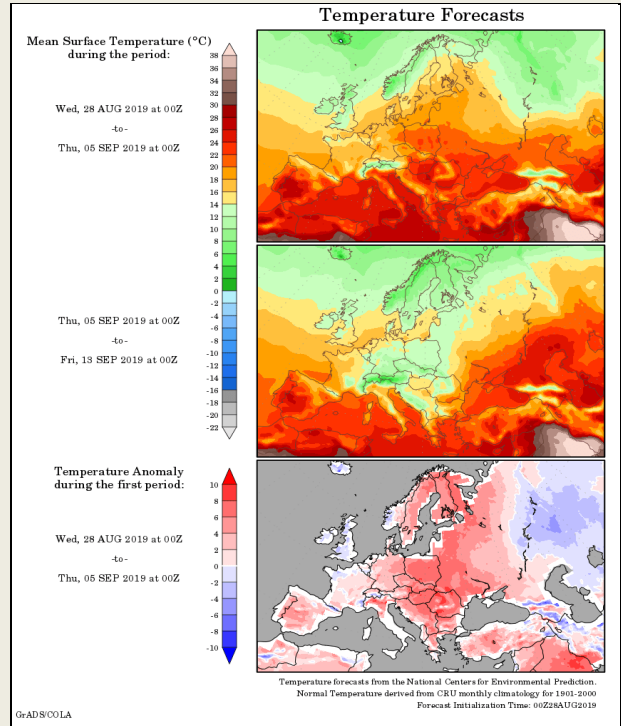 Temperature Forecasts
Mean Surface Temperature (°C)
during the period:
Wed, 28 AUG 2019 at 00Z
-to-
Thu, 05 SEP 2019 at 00Z
38
36
34
32
30
28
26
24
22
20
18
16
14
12
10
8
6
4
2
0
-2
-4
-6
-8
-10
-12
-14
-16
-18
-20
-22
Thu, 05 SEP 2019 at 00Z
-to-
Fri, 13 SEP 2019 at 00Z
Temperature Anomaly
during the first period:
Wed, 28 AUG 2019 at 00Z
-to-
Thu, 05 SEP 2019 at 00Z
10
8
6
4
2
0
-2
-4
-6
-8
-10
Temperature forecasts from the National Centers for Environmental Prediction.
Normal Temperature derived from CRU monthly climatology for 1901-2000
Forecast Initialization Time: 00Z28AUG2019
GrADS/COLA